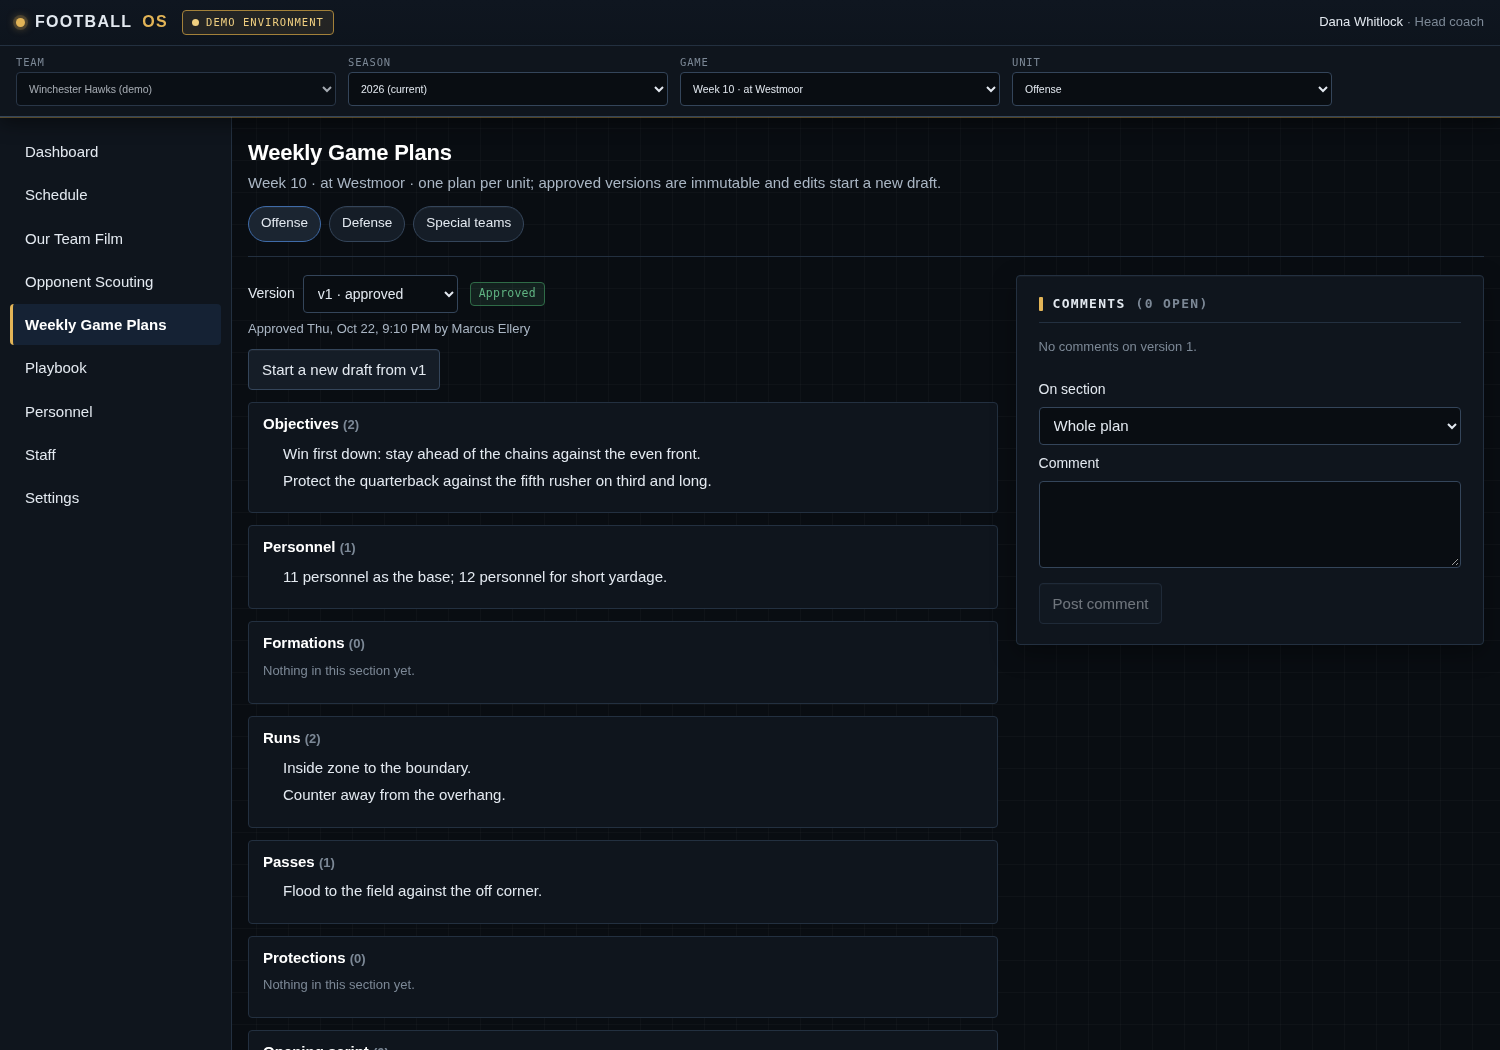 FOOTBALL OS
DEMO ENVIRONMENT
Dana Whitlock · Head coach
TEAM
Winchester Hawks (demo)
SEASON
2026 (current)
GAME
Week 10 · at Westmoor
UNIT
Offense
Dashboard
Schedule
Our Team Film
Opponent Scouting
Weekly Game Plans
Playbook
Personnel
Staff
Settings
Weekly Game Plans
Week 10 · at Westmoor · one plan per unit; approved versions are immutable and edits start a new draft.
Offense
Defense
Special teams
Version
v1 · approved
Approved
Approved Thu, Oct 22, 9:10 PM by Marcus Ellery
Start a new draft from v1
Objectives (2)
Win first down: stay ahead of the chains against the even front.
Protect the quarterback against the fifth rusher on third and long.
Personnel (1)
11 personnel as the base; 12 personnel for short yardage.
Formations (0)
Nothing in this section yet.
Runs (2)
Inside zone to the boundary.
Counter away from the overhang.
Passes (1)
Flood to the field against the off corner.
Protections (0)
Nothing in this section yet.
Opening script
COMMENTS (0 OPEN)
No comments on version 1.
On section
Whole plan
Comment
Post comment